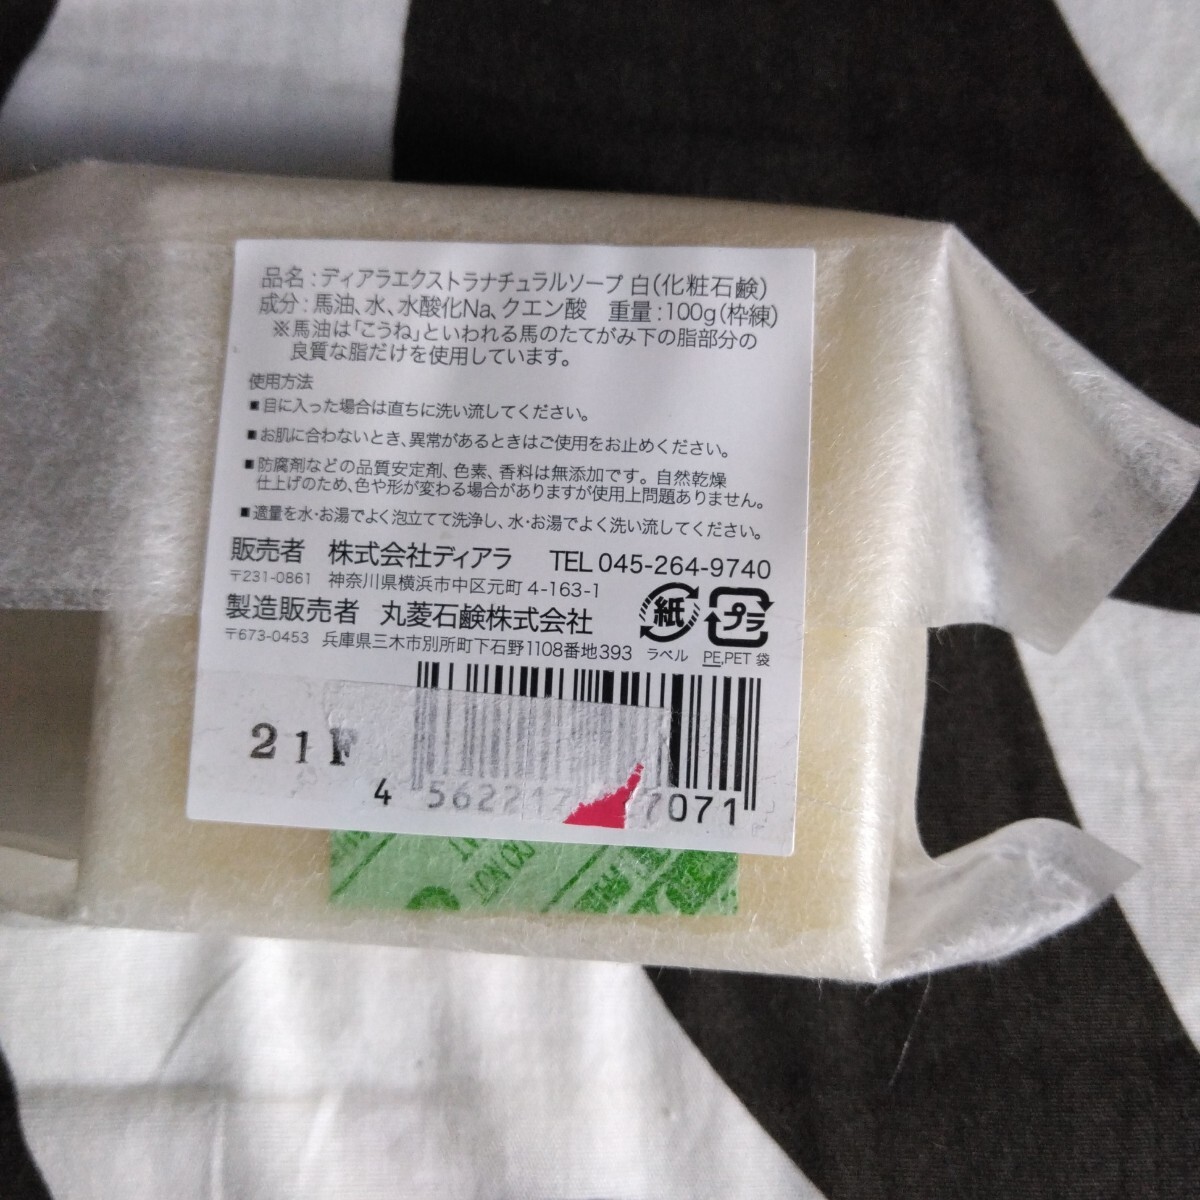 品名：ディアラエクストラナチュラルソープ 白（化粧石鹸）
成分：馬油、水、水酸化Na、クエン酸　重量：100g（枠練）
※馬油は「こうね」といわれる馬のたてがみ下の脂部分の
良質な脂だけを使用しています。
使用方法
■目に入った場合は直ちに洗い流してください。
■お肌に合わないとき、異常があるときはご使用をお止めください。
■防腐剤などの品質安定剤、色素、香料は無添加です。自然乾燥
仕上げのため、色や形が変わる場合がありますが使用上問題ありません。
■適量を水・お湯でよく泡立てて洗浄し、水・お湯でよく洗い流してください。
販売者　株式会社ディアラ　TEL 045-264-9740
〒231-0861　神奈川県横浜市中区元町 4-163-1
製造販売者　丸菱石鹸株式会社
〒673-0453　兵庫県三木市別所町下石野1108番地393
紙 プラ
ラベル PE,PET 袋
21F
4 562217 7071